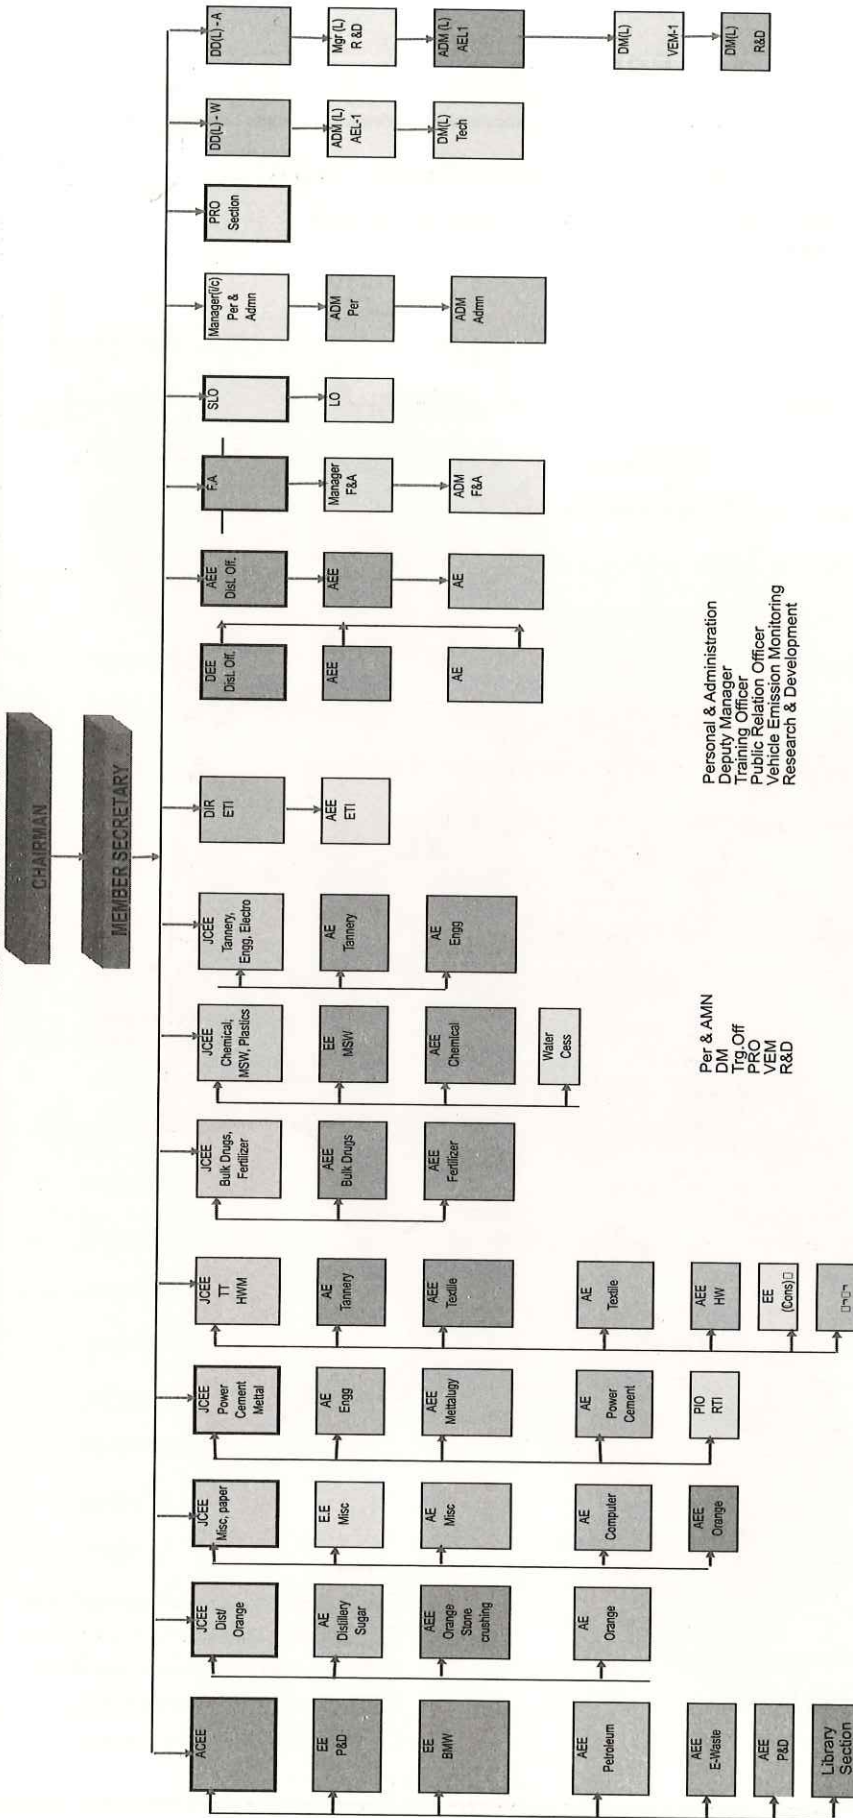 CHAIRMAN
MEMBER SECRETARY
ACEE
EE
P&D
EE
BMW
AEE
Petroleum
AEE
E-Waste
AEE
P&D
Library
Section
JCEE
Dist/
Orange
AE
Distillery
Sugar
AEE
Orange
Stone
crushing
AE
Orange
JCEE
Misc, paper
E.E
Misc
AE
Misc
AE
Computer
AEE
Orange
JCEE
Power
Cement
Mettal
AE
Engg
AEE
Mettalugy
AE
Power
Cement
PIO
RTI
JCEE
TT
HWM
AE
Tannery
AEE
Textile
AE
Textile
AEE
HW
EE
(Cons)□
JCEE
Bulk Drugs,
Fertilizer
AEE
Bulk Drugs
AEE
Fertilizer
JCEE
Chemical,
MSW, Plastics
EE
MSW
AEE
Chemical
Water
Cess
JCEE
Tannery,
Engg, Electro
AE
Tannery
AE
Engg
DIR
ETI
AEE
ETI
DEE
Dist. Off.
AEE
AE
AEE
Dist. Off.
AEE
AE
F.A
Manager
F&A
ADM
F&A
SLO
LO
Manager(i/c)
Per &
Admn
ADM
Per
ADM
Admn
PRO
Section
DD(L) - W
ADM (L)
AEL-1
DM(L)
Tech
DD(L) - A
Mgr (L)
R &D
ADM (L)
AEL1
DM(L)
VEM-1
DM(L)
R&D
Per & AMN Personal & Administration
DM Deputy Manager
Trg.Off Training Officer
PRO Public Relation Officer
VEM Vehicle Emission Monitoring
R&D Research & Development